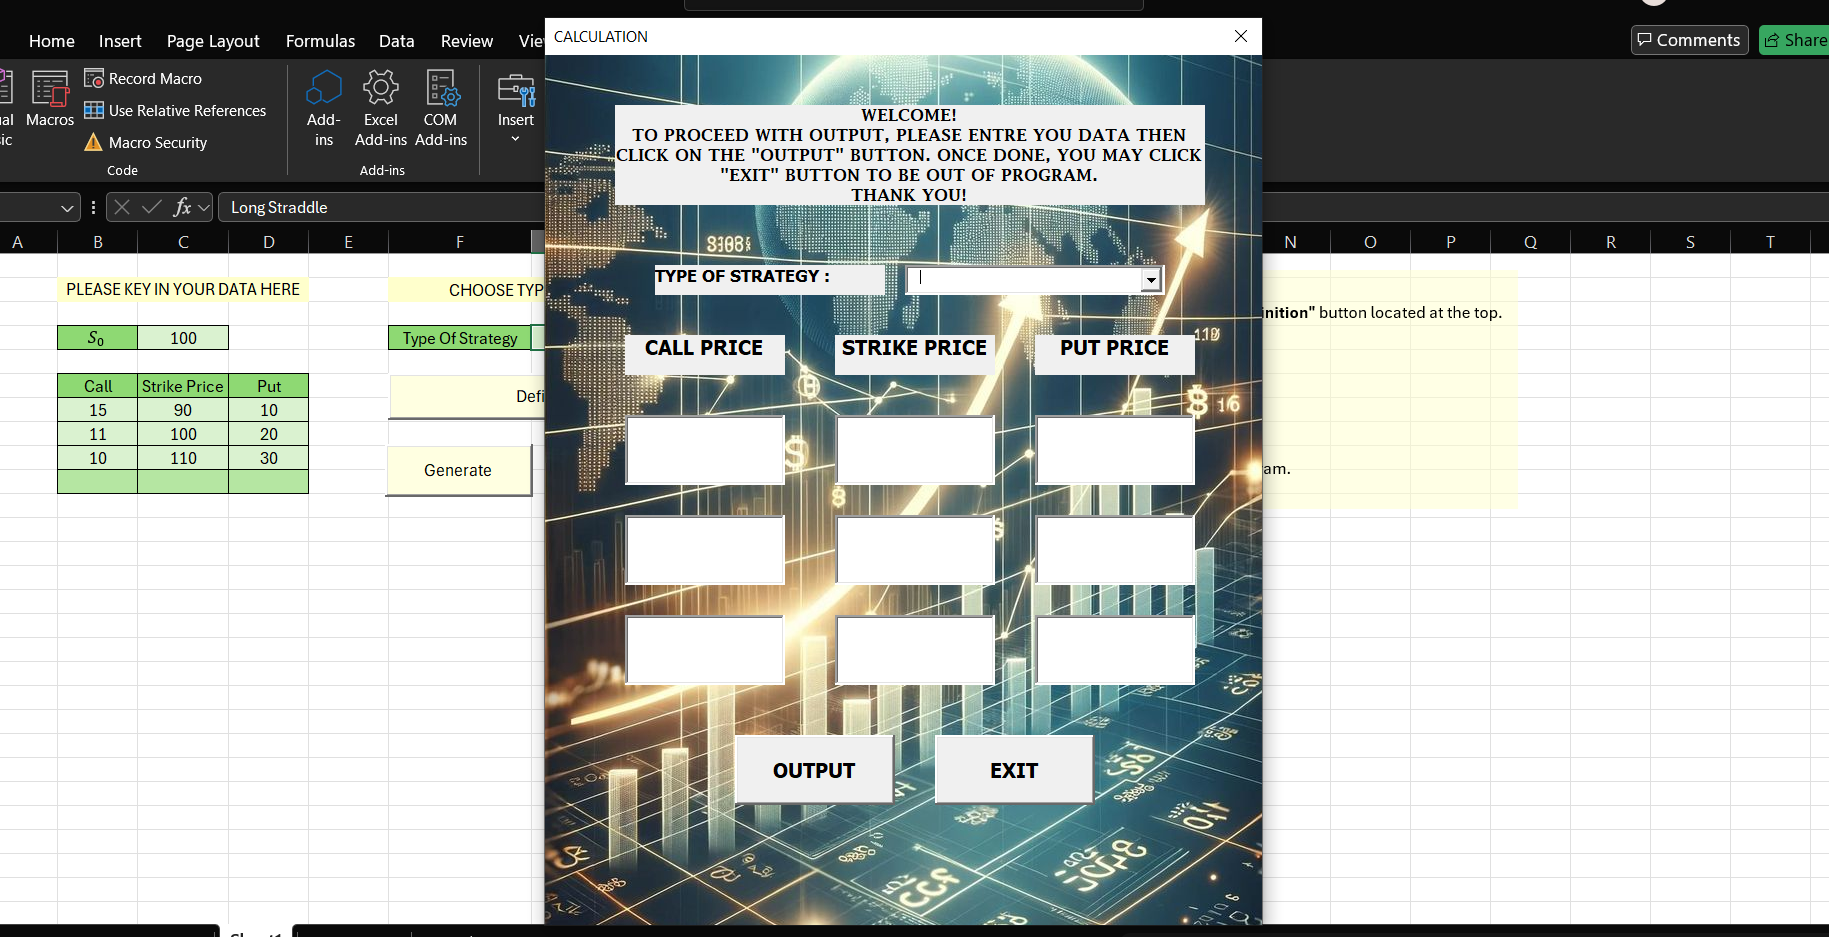 CALCULATION
Home Insert Page Layout Formulas Data Review
Comments
Share
Record Macro
Use Relative References
Macro Security
Macros
Code
Add-ins
Excel Add-ins
COM Add-ins
Add-ins
Insert
fx
Long Straddle
A B C D E F N O P Q R S T
WELCOME!
TO PROCEED WITH OUTPUT, PLEASE ENTRE YOU DATA THEN
CLICK ON THE "OUTPUT" BUTTON. ONCE DONE, YOU MAY CLICK
"EXIT" BUTTON TO BE OUT OF PROGRAM.
THANK YOU!
TYPE OF STRATEGY :
CALL PRICE STRIKE PRICE PUT PRICE
OUTPUT EXIT
PLEASE KEY IN YOUR DATA HERE
S0 100
Call Strike Price Put
15 90 10
11 100 20
10 110 30
CHOOSE TYP
Type Of Strategy
Defi
Generate
inition" button located at the top.
am.